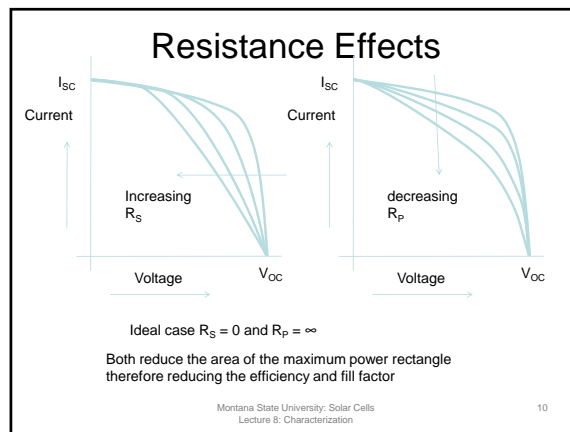 Resistance Effects
I_SC
Current
Increasing
R_S
Voltage
V_OC
I_SC
Current
decreasing
R_P
Voltage
V_OC
Ideal case R_S = 0 and R_P = ∞
Both reduce the area of the maximum power rectangle
therefore reducing the efficiency and fill factor
Montana State University: Solar Cells
Lecture 8: Characterization
10